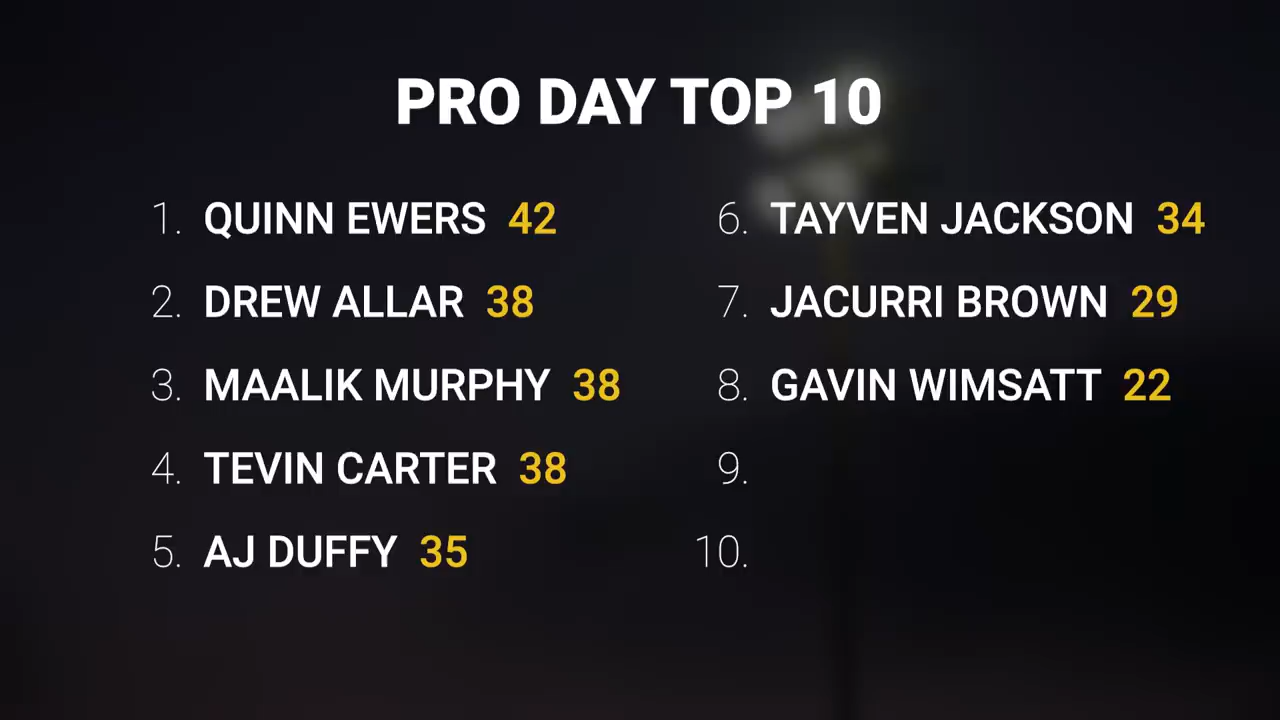 PRO DAY TOP 10
1. QUINN EWERS 42
2. DREW ALLAR 38
3. MAALIK MURPHY 38
4. TEVIN CARTER 38
5. AJ DUFFY 35
6. TAYVEN JACKSON 34
7. JACURRI BROWN 29
8. GAVIN WIMSATT 22
9.
10.